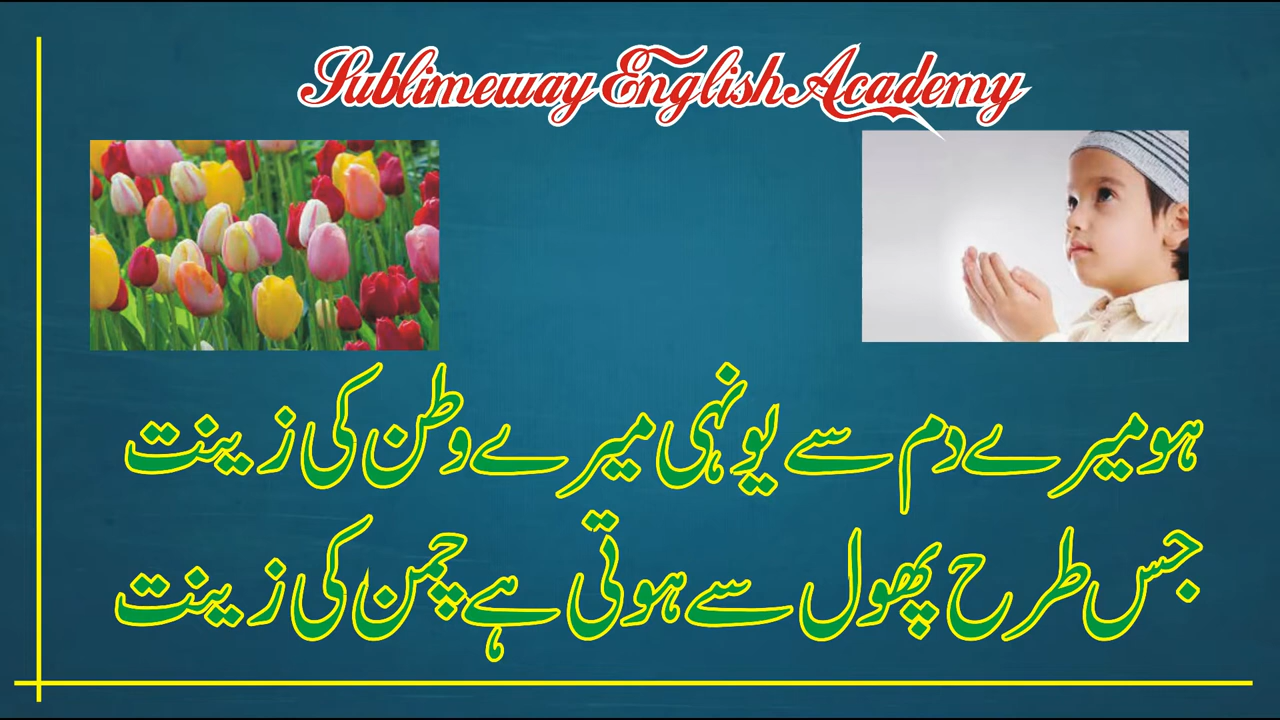 Sublimeway English Academy
ہو میرے دم سے یونہی میرے وطن کی زینت
جس طرح پھول سے ہوتی ہے چمن کی زینت